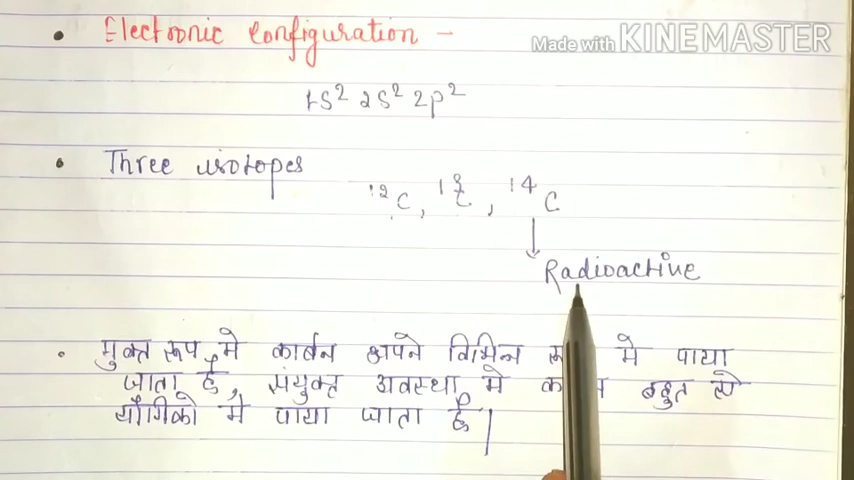 Electronic Configuration -
Made with KINEMASTER
1s² 2s² 2p²
Three isotopes
¹²C, ¹³C, ¹⁴C
Radioactive
मुक्त रूप मे कार्बन अपने विभिन्न मे पाया
जाता है, संयुक्त अवस्था मे बहुत से
यौगिको मे पाया जाता है|